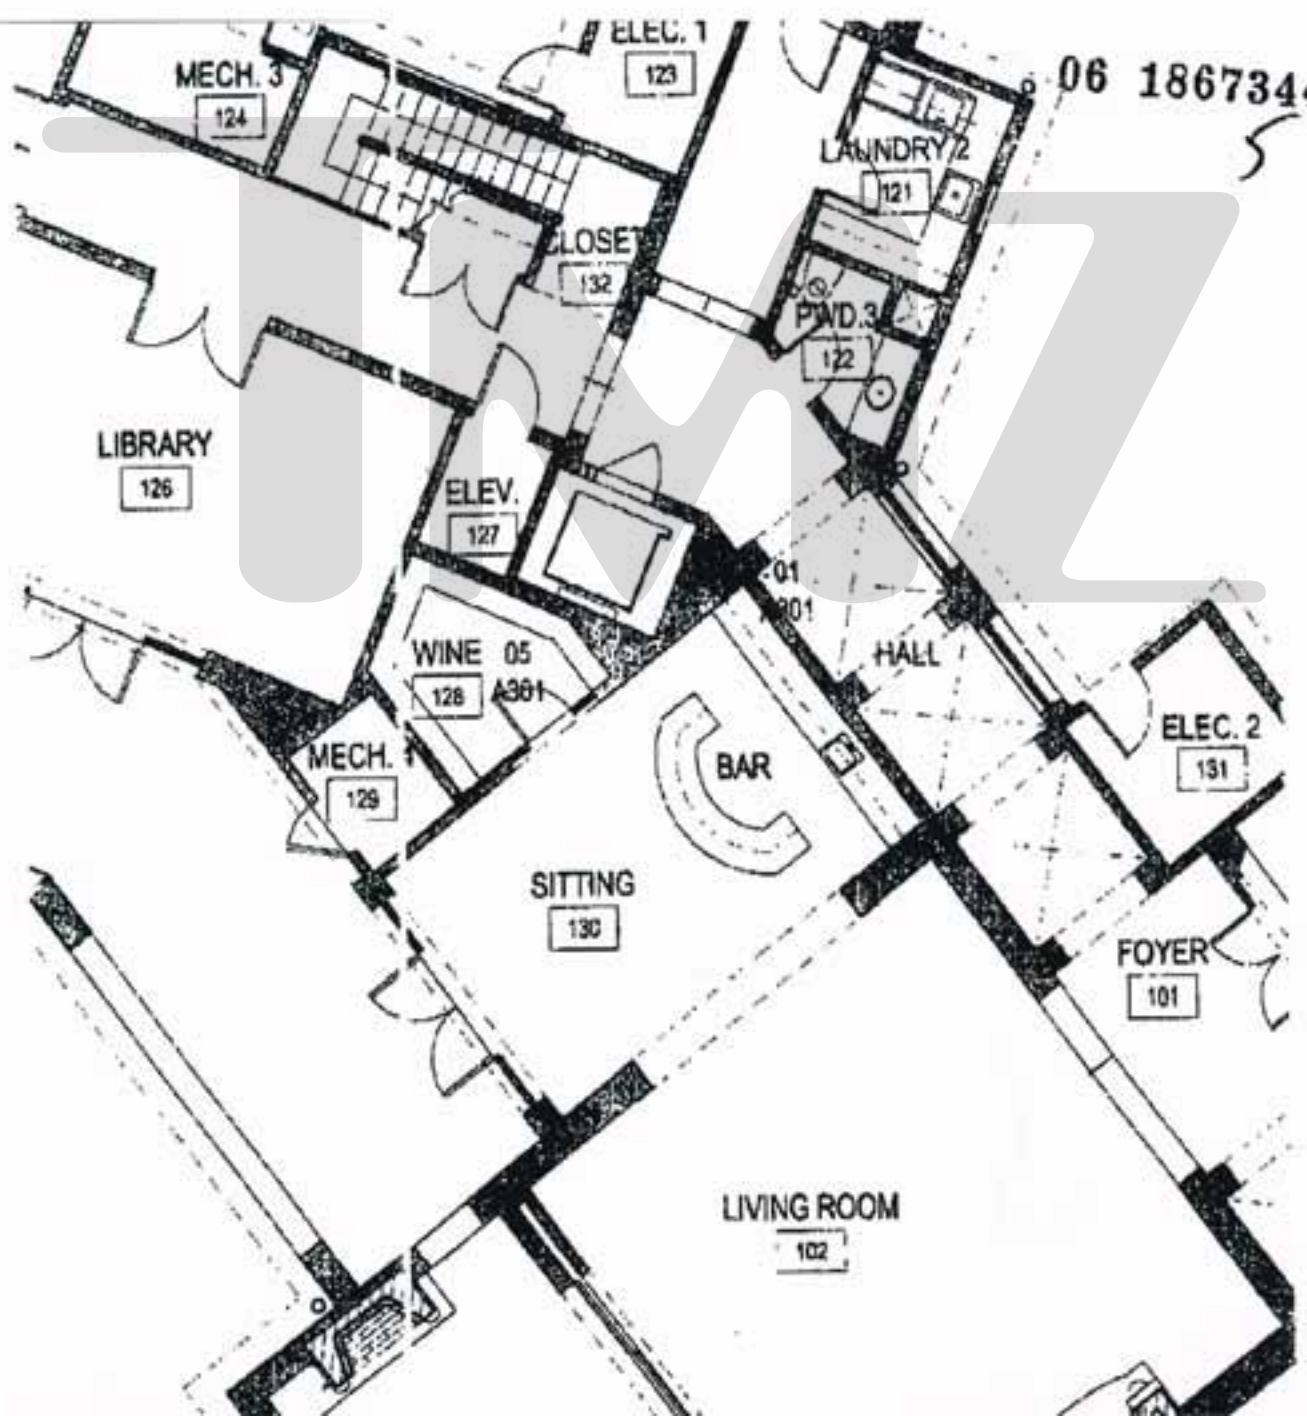 ELEC. 1
123
06 186734
MECH. 3
124
LAUNDRY 2
121
CLOSET
132
PWD.3
122
LIBRARY
126
ELEV.
127
01
A301
HALL
WINE 05
128 A301
ELEC. 2
131
MECH. 1
129
BAR
SITTING
130
FOYER
101
LIVING ROOM
102
TMZ